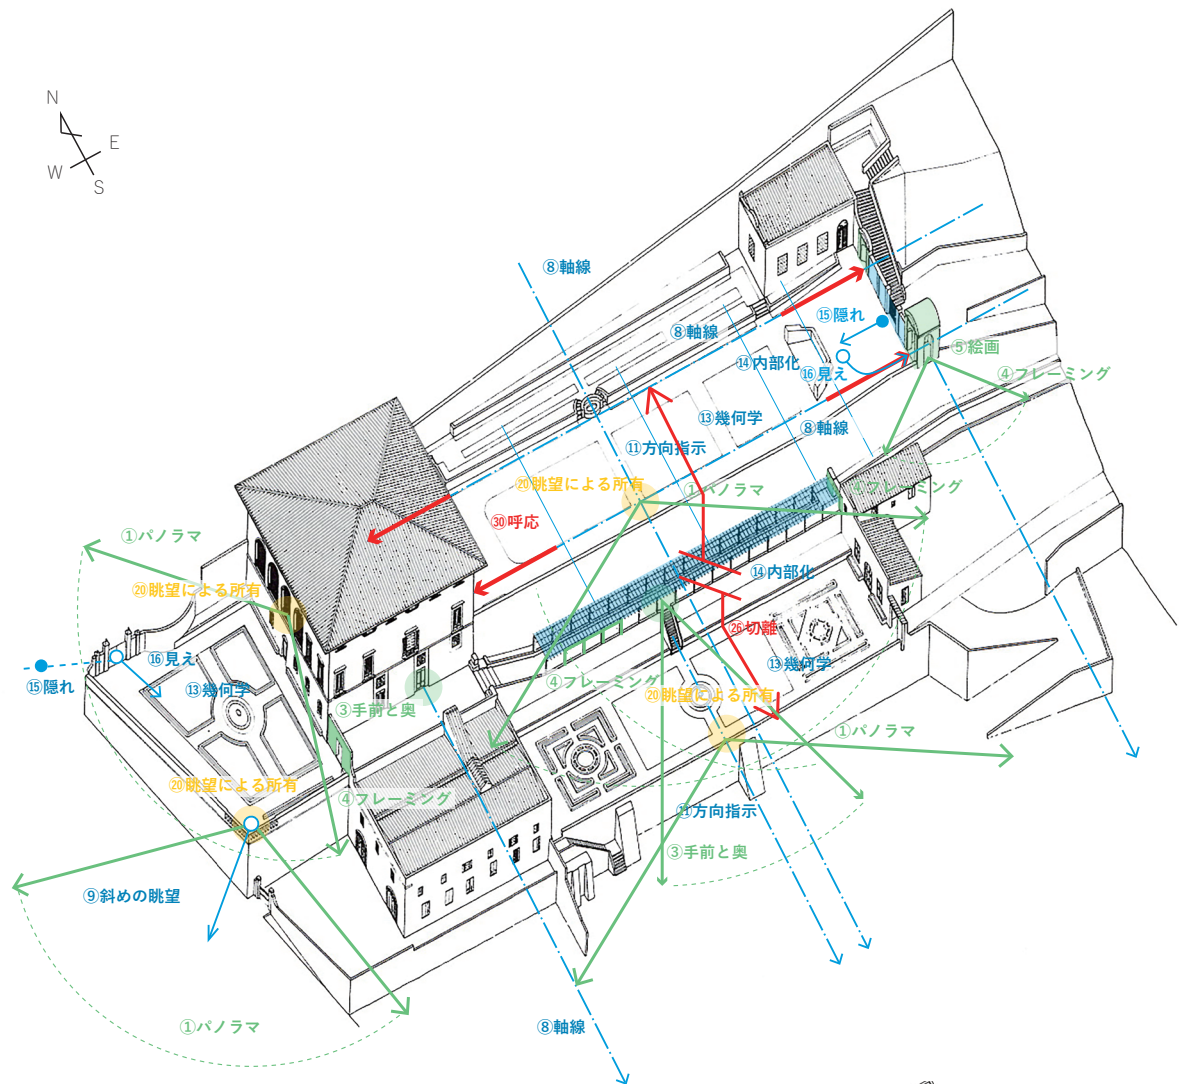 N
E
W
S
⑧軸線
⑧軸線
⑮隠れ
⑤絵画
⑭内部化
⑯見え
④フレーミング
⑬幾何学
⑧軸線
⑪方向指示
⑳眺望による所有
①パノラマ
④フレーミング
㉚呼応
①パノラマ
⑭内部化
⑳眺望による所有
㉖切離
⑯見え
⑬幾何学
⑮隠れ
⑬幾何学
④フレーミング
⑳眺望による所有
③手前と奥
①パノラマ
⑳眺望による所有
④フレーミング
⑪方向指示
③手前と奥
⑨斜めの眺望
①パノラマ
⑧軸線